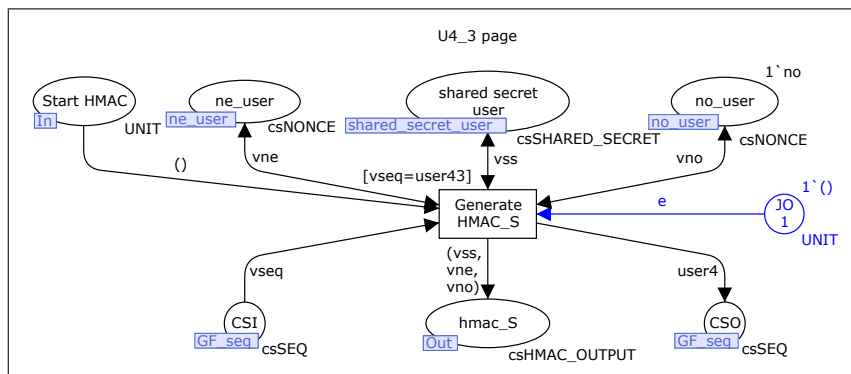 U4_3 page
Start HMAC
In
UNIT
ne_user
ne_user
csNONCE
shared secret
user
shared_secret_user
csSHARED_SECRET
1`no
no_user
no_user
csNONCE
()
vne
vss
vno
[vseq=user43]
Generate
HMAC_S
e
1`()
JO
1
UNIT
vseq
(vss,
vne,
vno)
user4
CSI
GF_seq
csSEQ
hmac_S
Out
csHMAC_OUTPUT
CSO
GF_seq
csSEQ